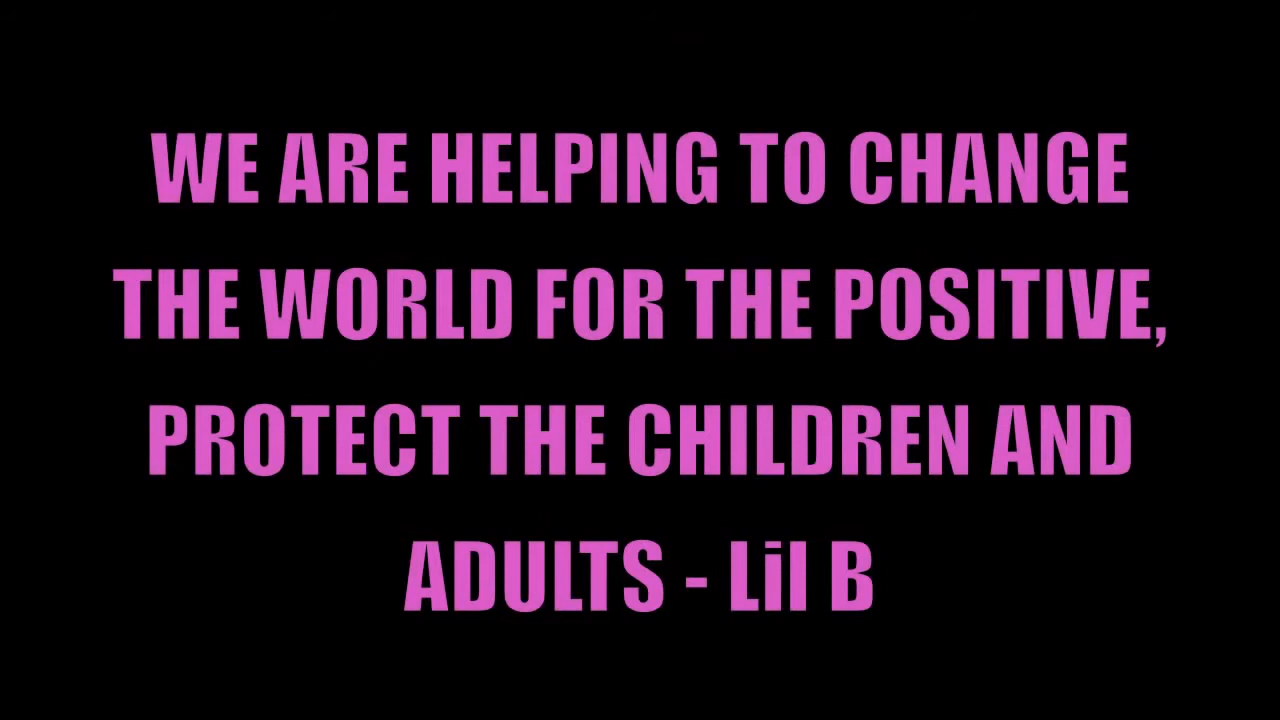 WE ARE HELPING TO CHANGE
THE WORLD FOR THE POSITIVE,
PROTECT THE CHILDREN AND
ADULTS - Lil B